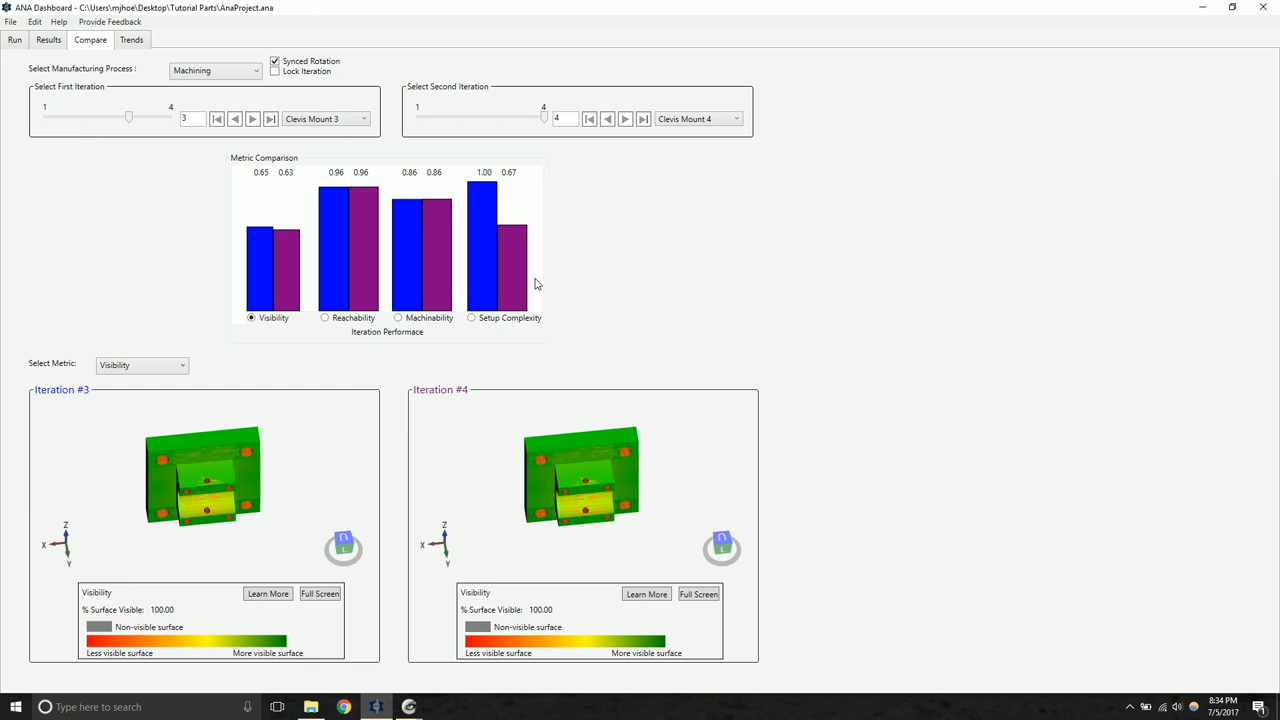 ANA Dashboard - C:\Users\mjhoe\Desktop\Tutorial Parts\AnaProject.ana
File Edit Help Provide Feedback
Run Results Compare Trends
Select Manufacturing Process : Machining
Synced Rotation
Lock Iteration
Select First Iteration
1 4
3 Clevis Mount 3
Select Second Iteration
1 4
4 Clevis Mount 4
Metric Comparison
0.65 0.63 0.96 0.96 0.86 0.86 1.00 0.67
Visibility Reachability Machinability Setup Complexity
Iteration Performace
Select Metric: Visibility
Iteration #3
Z
X
Y
Visibility Learn More Full Screen
% Surface Visible: 100.00
Non-visible surface
Less visible surface More visible surface
Iteration #4
Z
X
Y
Visibility Learn More Full Screen
% Surface Visible: 100.00
Non-visible surface
Less visible surface More visible surface
Type here to search
8:34 PM
7/5/2017